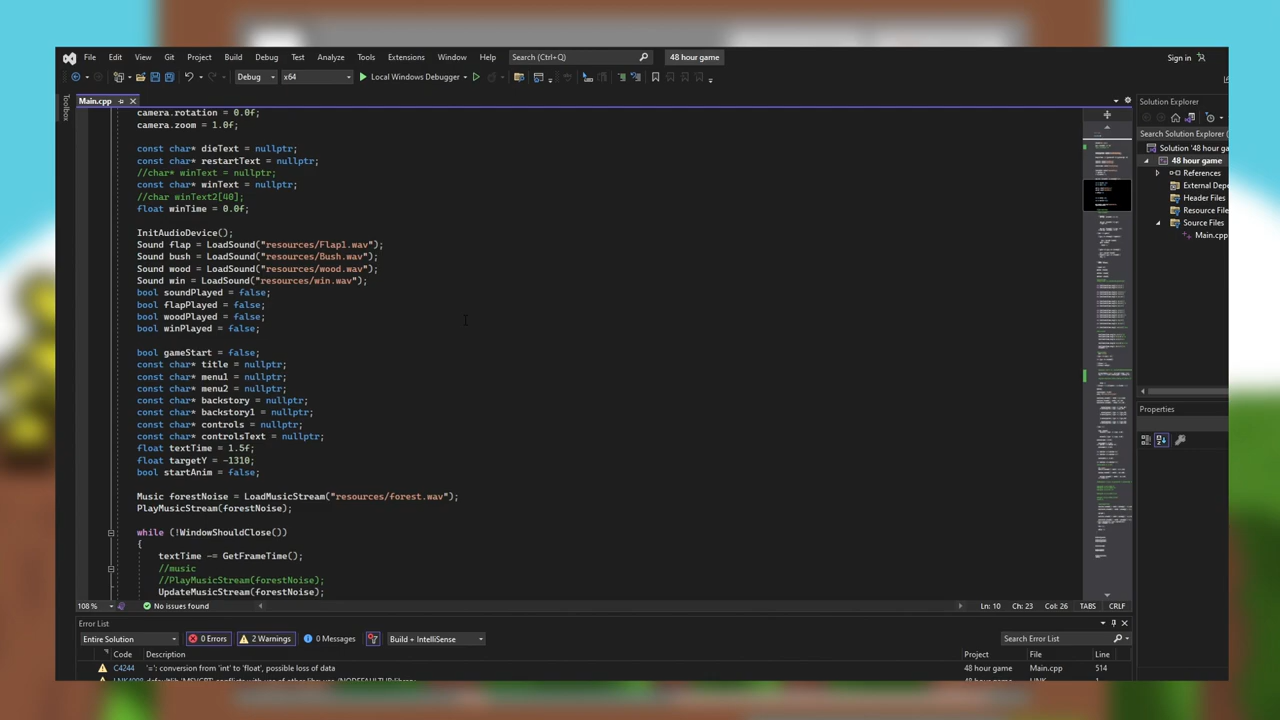 File Edit View Git Project Build Debug Test Analyze Tools Extensions Window Help Search (Ctrl+Q) 48 hour game Sign in
Debug x64 Local Windows Debugger
Toolbox
Main.cpp
camera.rotation = 0.0f;
camera.zoom = 1.0f;
const char* dieText = nullptr;
const char* restartText = nullptr;
//char* winText = nullptr;
const char* winText = nullptr;
//char winText2[40];
float winTime = 0.0f;
InitAudioDevice();
Sound flap = LoadSound("resources/Flap1.wav");
Sound bush = LoadSound("resources/Bush.wav");
Sound wood = LoadSound("resources/wood.wav");
Sound win = LoadSound("resources/win.wav");
bool soundPlayed = false;
bool flapPlayed = false;
bool woodPlayed = false;
bool winPlayed = false;
bool gameStart = false;
const char* title = nullptr;
const char* menu1 = nullptr;
const char* menu2 = nullptr;
const char* backstory = nullptr;
const char* backstory1 = nullptr;
const char* controls = nullptr;
const char* controlsText = nullptr;
float textTime = 1.5f;
float targetY = -1310;
bool startAnim = false;
Music forestNoise = LoadMusicStream("resources/forest.wav");
PlayMusicStream(forestNoise);
while (!WindowShouldClose())
{
textTime -= GetFrameTime();
//music
//PlayMusicStream(forestNoise);
UpdateMusicStream(forestNoise);
108 % No issues found Ln: 10 Ch: 23 Col: 26 TABS CRLF
Error List
Entire Solution 0 Errors 2 Warnings 0 Messages Build + IntelliSense Search Error List
Code Description Project File Line
C4244 '=': conversion from 'int' to 'float', possible loss of data 48 hour game Main.cpp 514
Solution Explorer
Search Solution Explorer
Solution '48 hour ga
48 hour game
References
External Depe
Header Files
Resource File
Source Files
Main.cpp
Properties